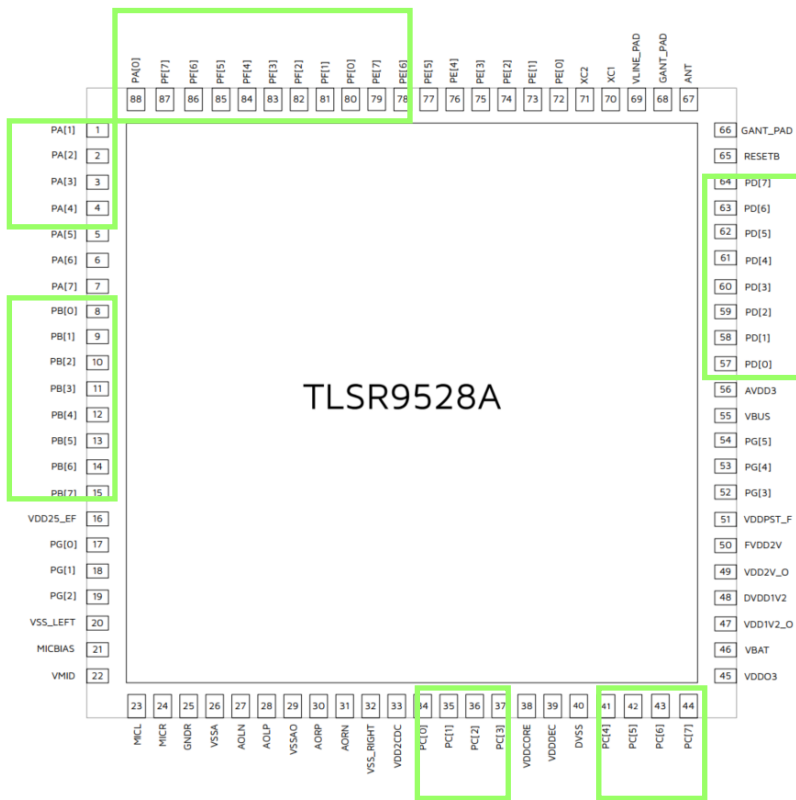 PA[0] PF[7] PF[6] PF[5] PF[4] PF[3] PF[2] PF[1] PF[0] PE[7] PE[6] PE[5] PE[4] PE[3] PE[2] PE[1] PE[0] XC2 XC1 VLINE_PAD GANT_PAD ANT
88 87 86 85 84 83 82 81 80 79 78 77 76 75 74 73 72 71 70 69 68 67
PA[1] 1
PA[2] 2
PA[3] 3
PA[4] 4
PA[5] 5
PA[6] 6
PA[7] 7
PB[0] 8
PB[1] 9
PB[2] 10
PB[3] 11
PB[4] 12
PB[5] 13
PB[6] 14
PB[7] 15
VDD25_EF 16
PG[0] 17
PG[1] 18
PG[2] 19
VSS_LEFT 20
MICBIAS 21
VMID 22
TLSR9528A
66 GANT_PAD
65 RESETB
64 PD[7]
63 PD[6]
62 PD[5]
61 PD[4]
60 PD[3]
59 PD[2]
58 PD[1]
57 PD[0]
56 AVDD3
55 VBUS
54 PG[5]
53 PG[4]
52 PG[3]
51 VDDPST_F
50 FVDD2V
49 VDD2V_O
48 DVDD1V2
47 VDD1V2_O
46 VBAT
45 VDDO3
23 24 25 26 27 28 29 30 31 32 33 34 35 36 37 38 39 40 41 42 43 44
MICL MICR GNDR VSSA AOLN AOLP VSSAO AORP AORN VSS_RIGHT VDD2CDC PC[0] PC[1] PC[2] PC[3] VDDCORE VDDDEC DVSS PC[4] PC[5] PC[6] PC[7]